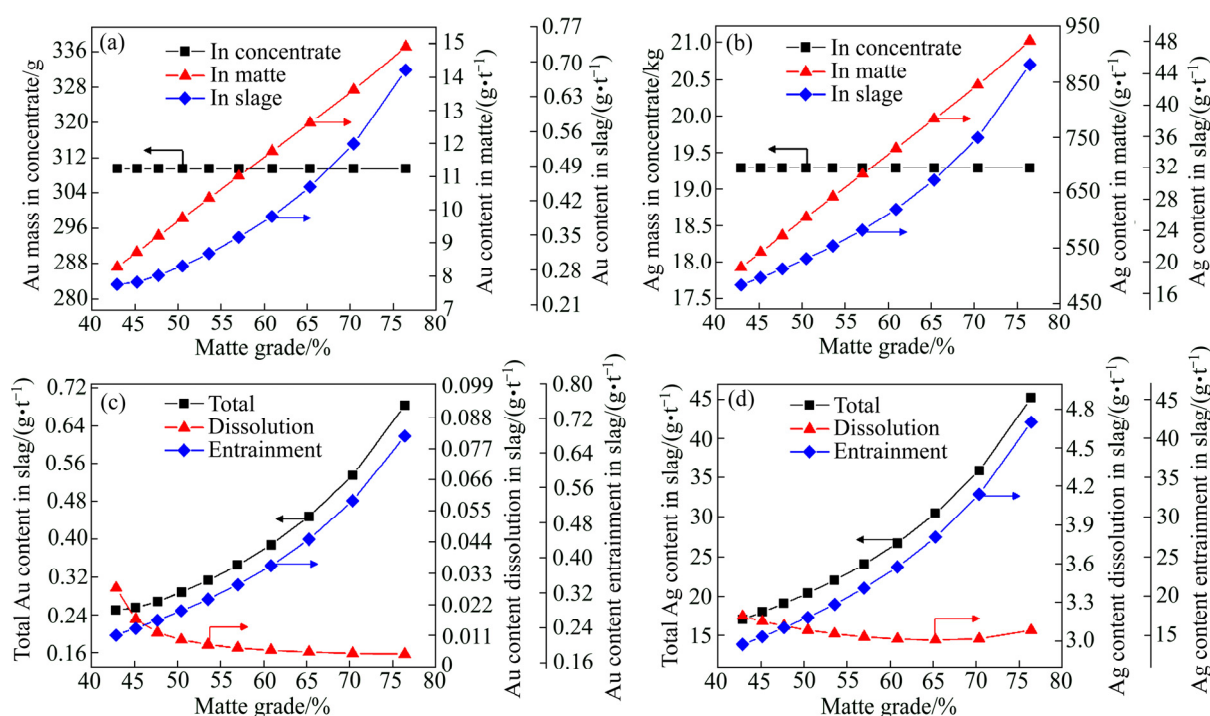 (a)
In concentrate
In matte
In slage
Au mass in concentrate/g
336
328
320
312
304
296
288
280
15
14
13
12
11
10
9
8
7
Au content in matte/(g•t⁻¹)
0.77
0.70
0.63
0.56
0.49
0.42
0.35
0.28
0.21
Au content in slag/(g•t⁻¹)
40 45 50 55 60 65 70 75 80
Matte grade/%
(b)
In concentrate
In matte
In slage
Ag mass in concentrate/kg
21.0
20.5
20.0
19.5
19.0
18.5
18.0
17.5
950
850
750
650
550
450
Ag content in matte/(g•t⁻¹)
48
44
40
36
32
28
24
20
16
Ag content in slag/(g•t⁻¹)
40 45 50 55 60 65 70 75 80
Matte grade/%
(c)
Total
Dissolution
Entrainment
Total Au content in slag/(g•t⁻¹)
0.72
0.64
0.56
0.48
0.40
0.32
0.24
0.16
0.099
0.088
0.077
0.066
0.055
0.044
0.033
0.022
0.011
0
Au content dissolution in slag/(g•t⁻¹)
0.80
0.72
0.64
0.56
0.48
0.40
0.32
0.24
0.16
Au content entrainment in slag/(g•t⁻¹)
40 45 50 55 60 65 70 75 80
Matte grade/%
(d)
Total
Dissolution
Entrainment
Total Ag content in slag/(g•t⁻¹)
45
40
35
30
25
20
15
4.8
4.5
4.2
3.9
3.6
3.3
3.0
Ag content dissolution in slag/(g•t⁻¹)
45
40
35
30
25
20
15
Ag content entrainment in slag/(g•t⁻¹)
40 45 50 55 60 65 70 75 80
Matte grade/%